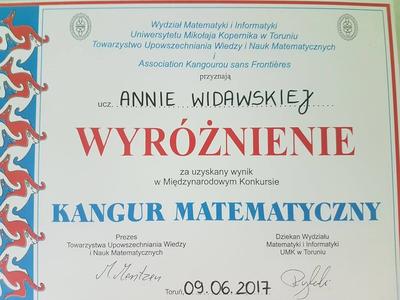 Wydział Matematyki i Informatyki
Uniwersytetu Mikołaja Kopernika w Toruniu
Towarzystwo Upowszechniania Wiedzy i Nauk Matematycznych
i
Association Kangourou sans Frontières
przyznają
ucz. ANNIE WIDAWSKIEJ
WYRÓŻNIENIE
za uzyskany wynik
w Międzynarodowym Konkursie
KANGUR MATEMATYCZNY
Prezes
Towarzystwa Upowszechniania Wiedzy
i Nauk Matematycznych
Dziekan Wydziału
Matematyki i Informatyki
UMK w Toruniu
Toruń, 09.06.2017